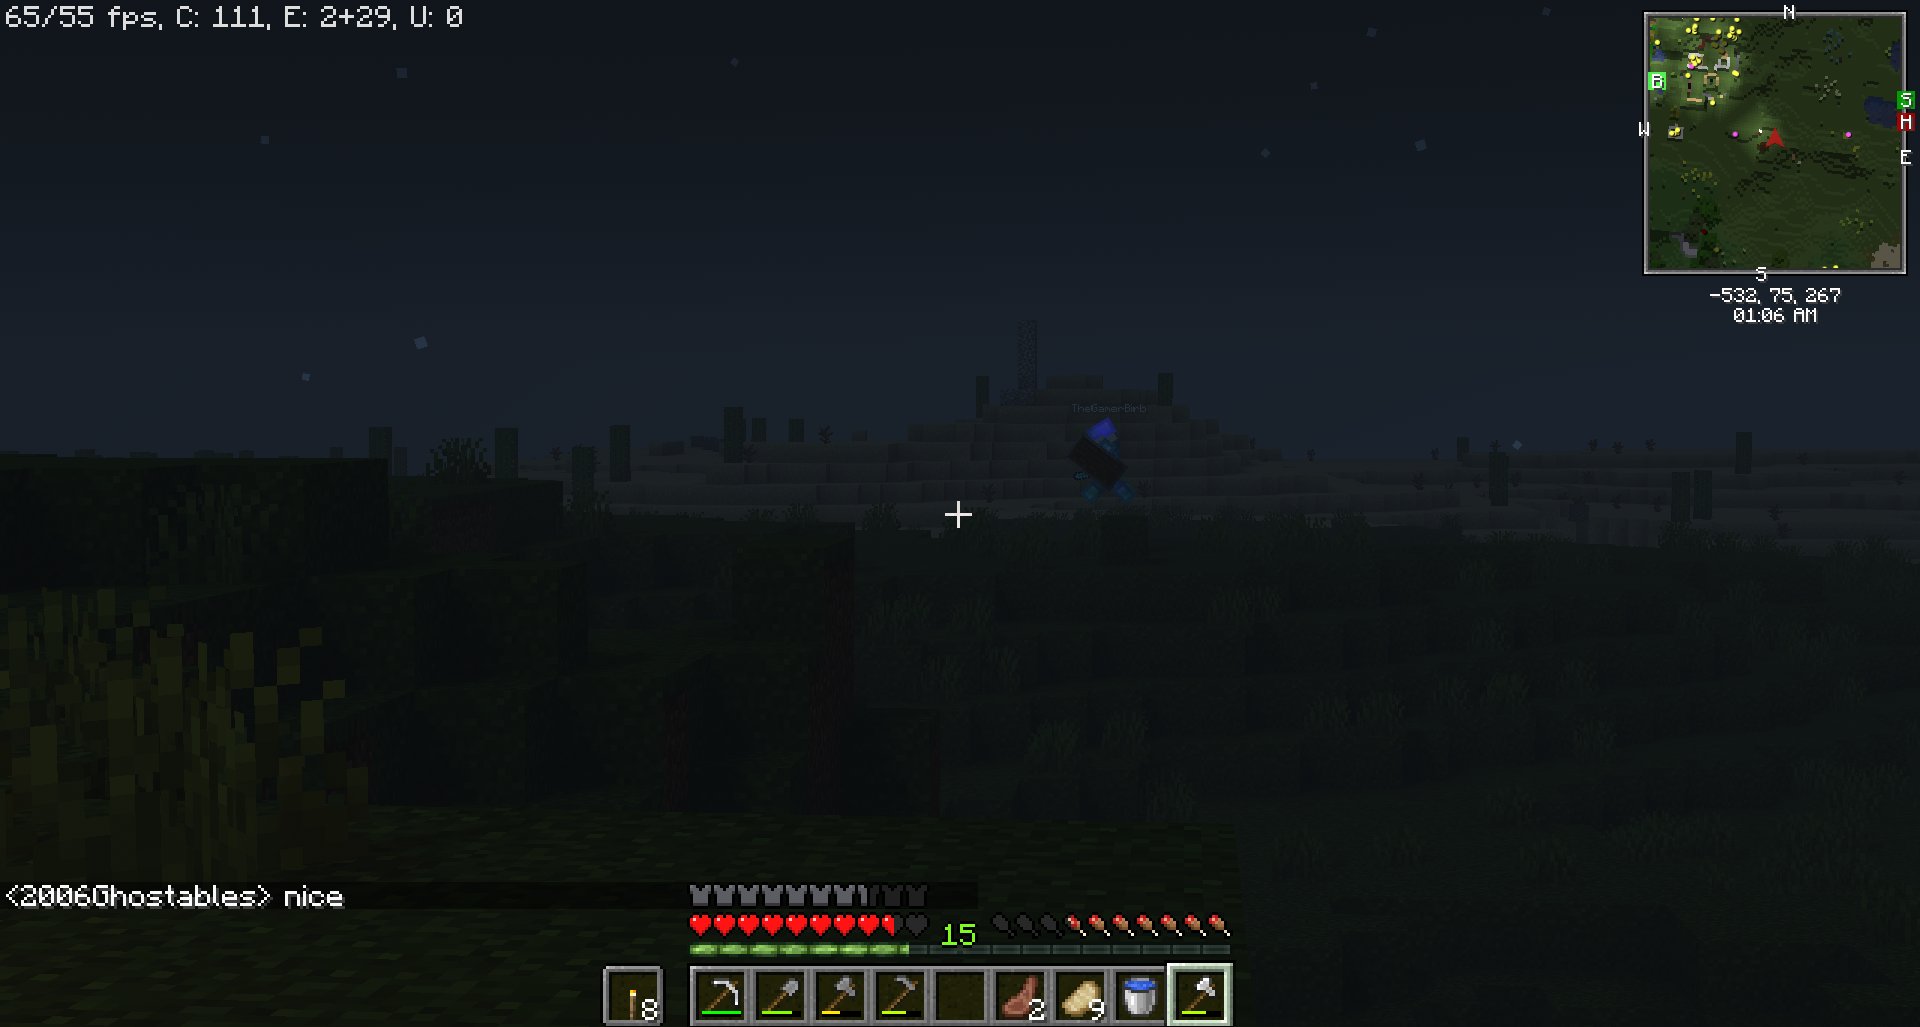 65/55 fps, C: 111, E: 2+29, U: 0
N
B
S
H
W
E
S
-532, 75, 267
01:06 AM
TheGamerBirb
<2006Ghostables> nice
15
8
2
9